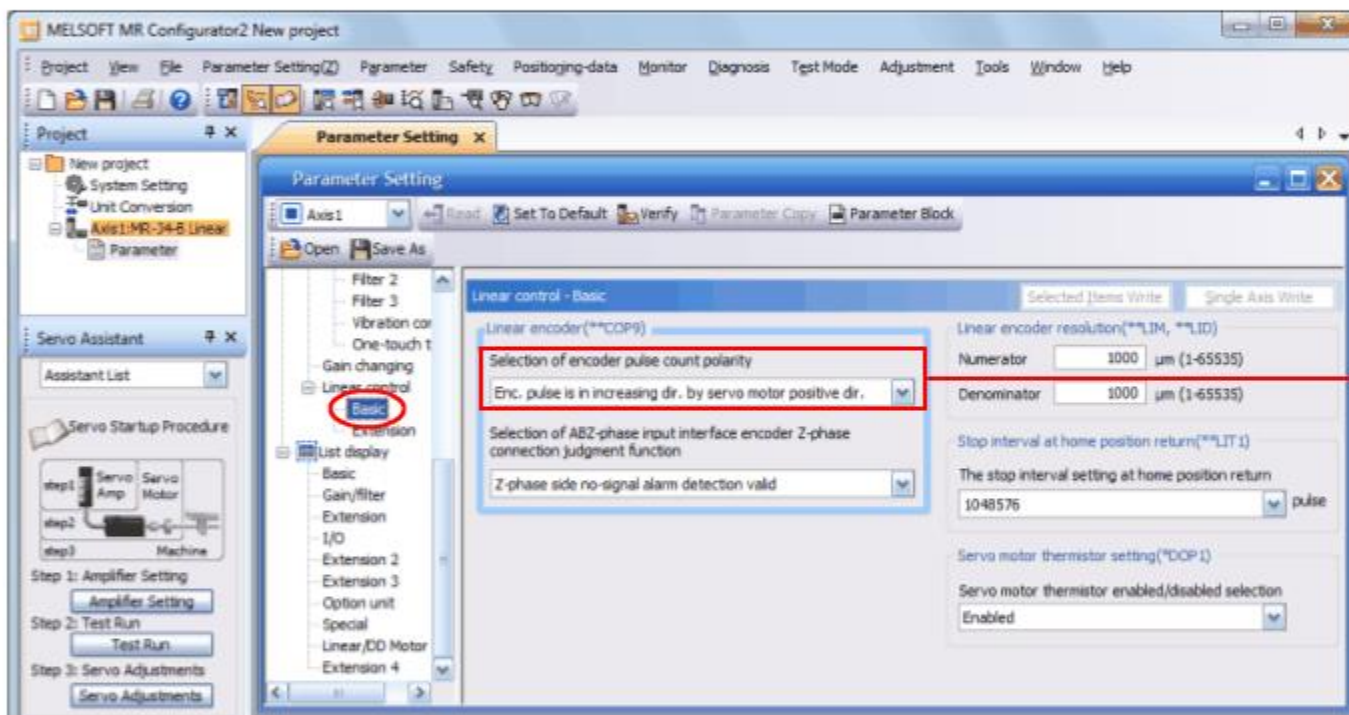 MELSOFT MR Configurator2 New project
Project View File Parameter Setting(Z) Parameter Safety Positioning-data Monitor Diagnosis Test Mode Adjustment Tools Window Help
Project
New project
System Setting
Unit Conversion
Axis1:MR-J4-B Linear
Parameter
Servo Assistant
Assistant List
Servo Startup Procedure
step1 Servo Amp Servo Motor
step2
step3 Machine
Step 1: Amplifier Setting
Amplifier Setting
Step 2: Test Run
Test Run
Step 3: Servo Adjustments
Servo Adjustments
Parameter Setting
Parameter Setting
Axis1 Read Set To Default Verify Parameter Copy Parameter Block
Open Save As
Filter 2
Filter 3
Vibration cor
One-touch t
Gain changing
Linear control
Basic
Extension
List display
Basic
Gain/filter
Extension
I/O
Extension 2
Extension 3
Option unit
Special
Linear/DD Motor
Extension 4
Linear control - Basic Selected Items Write Single Axis Write
Linear encoder(**COP9)
Selection of encoder pulse count polarity
Enc. pulse is in increasing dir. by servo motor positive dir.
Selection of ABZ-phase input interface encoder Z-phase
connection judgment function
Z-phase side no-signal alarm detection valid
Linear encoder resolution(**LIM, **LID)
Numerator 1000 μm (1-65535)
Denominator 1000 μm (1-65535)
Stop interval at home position return(**LIT1)
The stop interval setting at home position return
1048576 pulse
Servo motor thermistor setting(*DOP1)
Servo motor thermistor enabled/disabled selection
Enabled